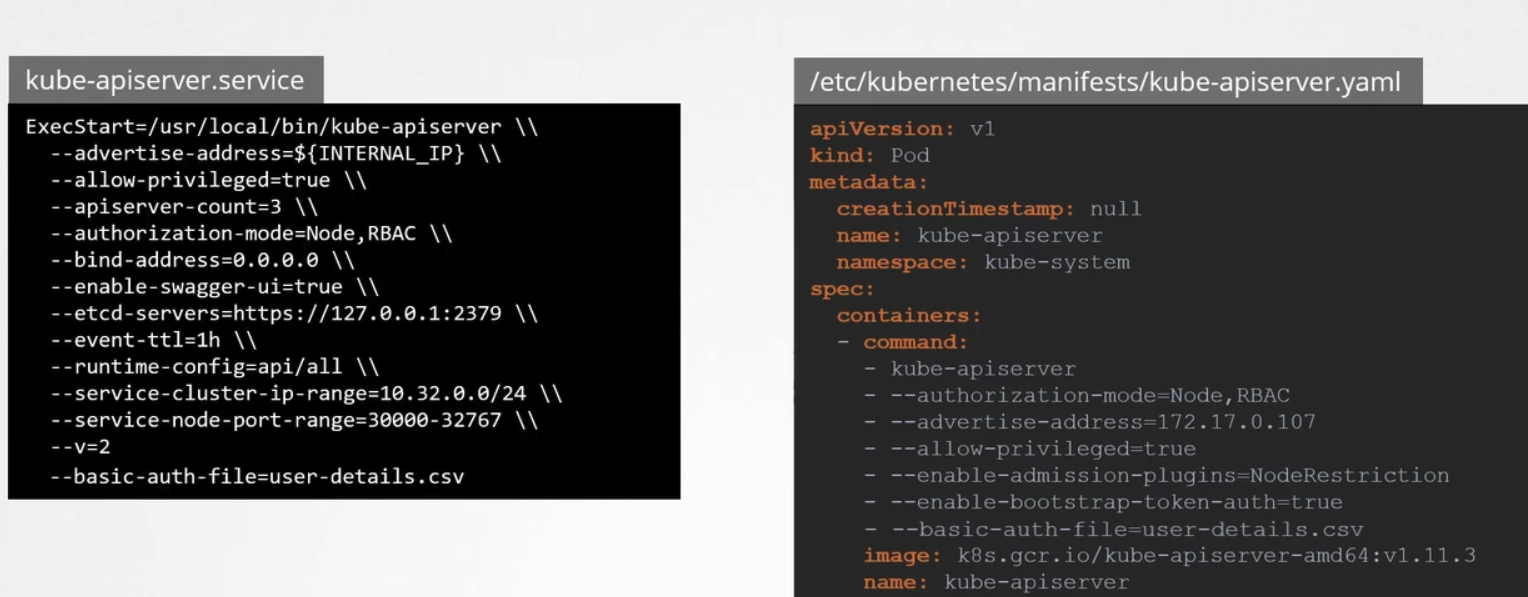 kube-apiserver.service
ExecStart=/usr/local/bin/kube-apiserver \\
--advertise-address=${INTERNAL_IP} \\
--allow-privileged=true \\
--apiserver-count=3 \\
--authorization-mode=Node,RBAC \\
--bind-address=0.0.0.0 \\
--enable-swagger-ui=true \\
--etcd-servers=https://127.0.0.1:2379 \\
--event-ttl=1h \\
--runtime-config=api/all \\
--service-cluster-ip-range=10.32.0.0/24 \\
--service-node-port-range=30000-32767 \\
--v=2
--basic-auth-file=user-details.csv
/etc/kubernetes/manifests/kube-apiserver.yaml
apiVersion: v1
kind: Pod
metadata:
  creationTimestamp: null
  name: kube-apiserver
  namespace: kube-system
spec:
  containers:
  - command:
    - kube-apiserver
    - --authorization-mode=Node,RBAC
    - --advertise-address=172.17.0.107
    - --allow-privileged=true
    - --enable-admission-plugins=NodeRestriction
    - --enable-bootstrap-token-auth=true
    - --basic-auth-file=user-details.csv
    image: k8s.gcr.io/kube-apiserver-amd64:v1.11.3
    name: kube-apiserver